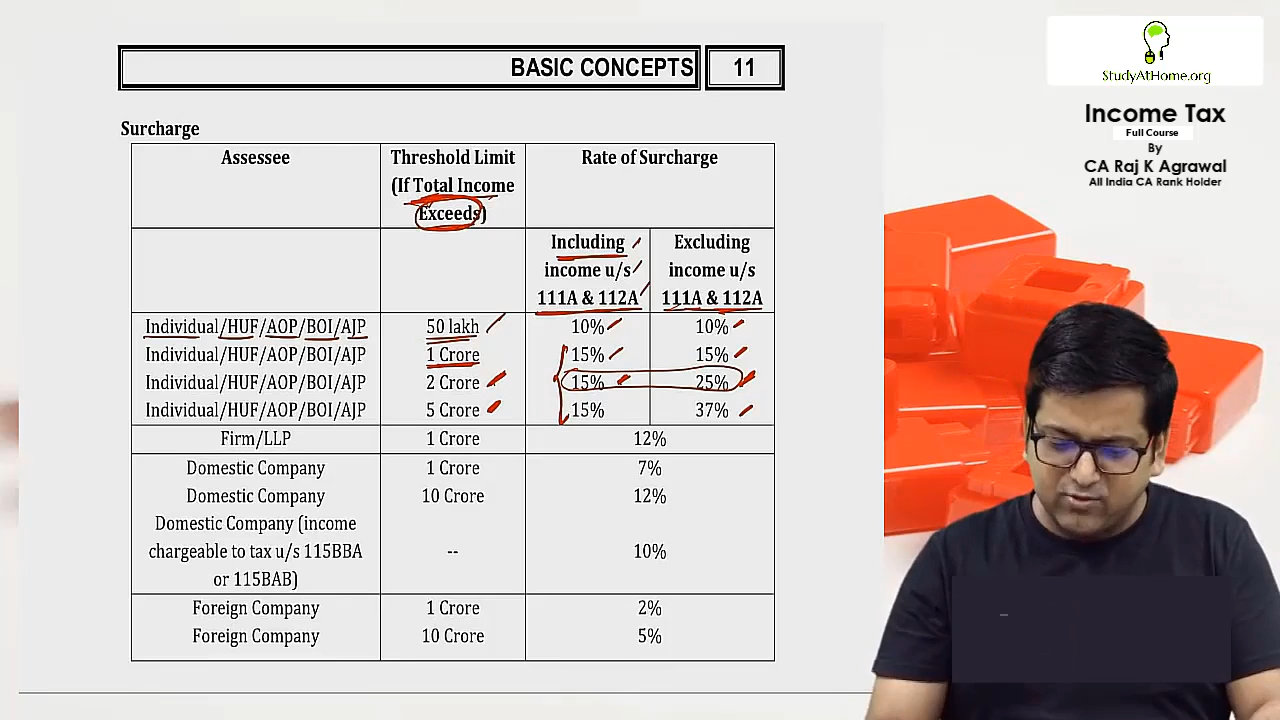 BASIC CONCEPTS 11
StudyAtHome.org
Income Tax
Full Course
By
CA Raj K Agrawal
All India CA Rank Holder
Surcharge
Assessee Threshold Limit Rate of Surcharge
(If Total Income
Exceeds)
Including Excluding
income u/s income u/s
111A & 112A 111A & 112A
Individual/HUF/AOP/BOI/AJP 50 lakh 10% 10%
Individual/HUF/AOP/BOI/AJP 1 Crore 15% 15%
Individual/HUF/AOP/BOI/AJP 2 Crore 15% 25%
Individual/HUF/AOP/BOI/AJP 5 Crore 15% 37%
Firm/LLP 1 Crore 12%
Domestic Company 1 Crore 7%
Domestic Company 10 Crore 12%
Domestic Company (income
chargeable to tax u/s 115BBA -- 10%
or 115BAB)
Foreign Company 1 Crore 2%
Foreign Company 10 Crore 5%